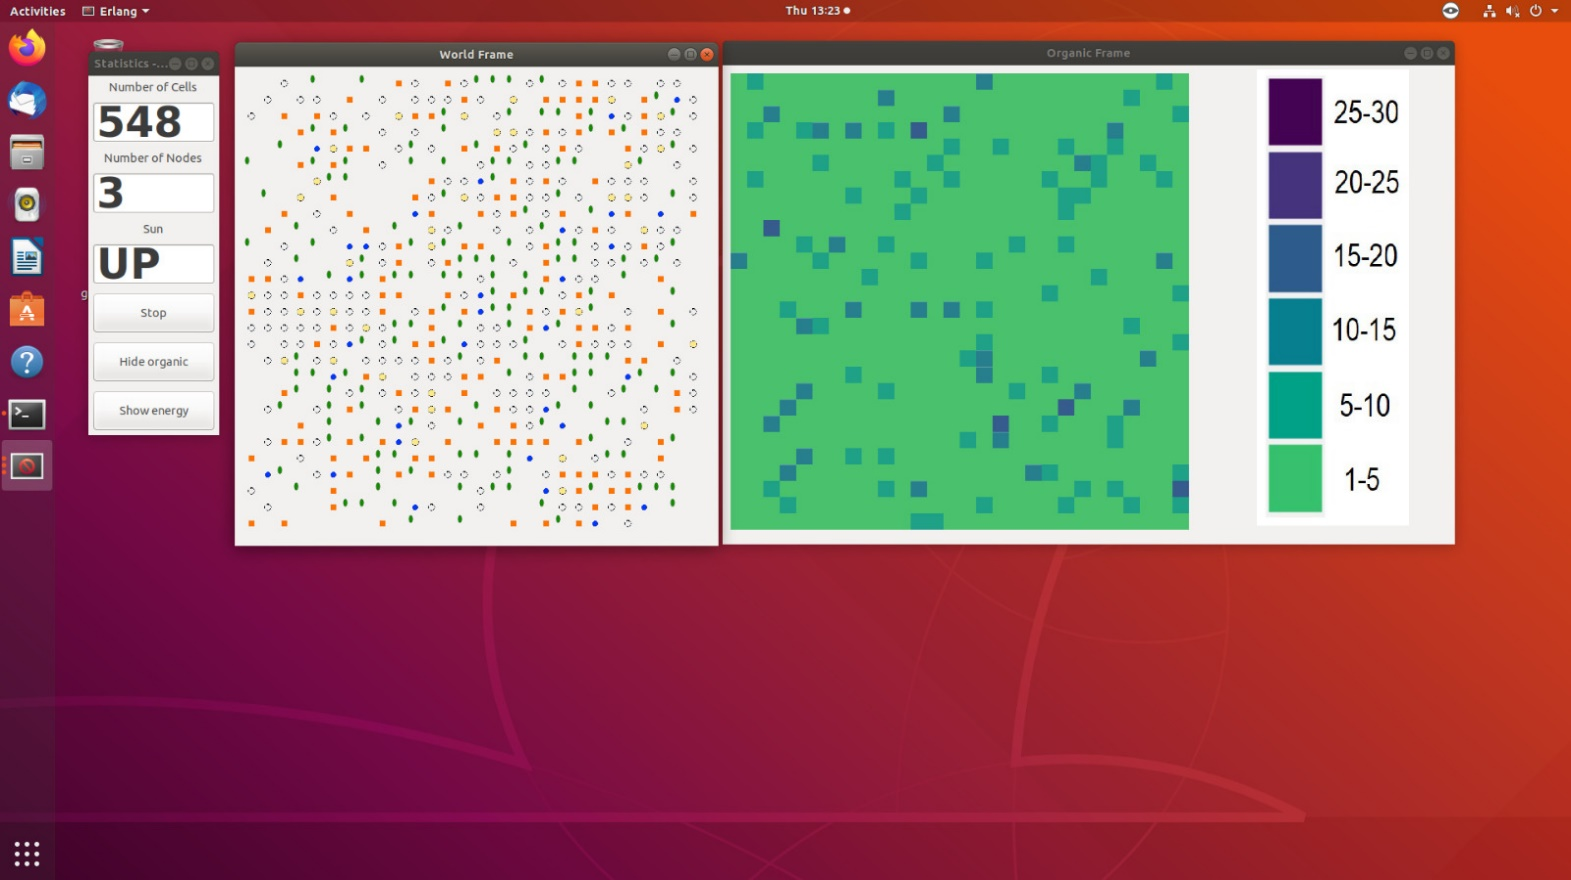 Activities
Erlang
Thu 13:23
Statistics -...
World Frame
Organic Frame
Number of Cells
548
Number of Nodes
3
Sun
UP
Stop
Hide organic
Show energy
g
25-30
20-25
15-20
10-15
5-10
1-5